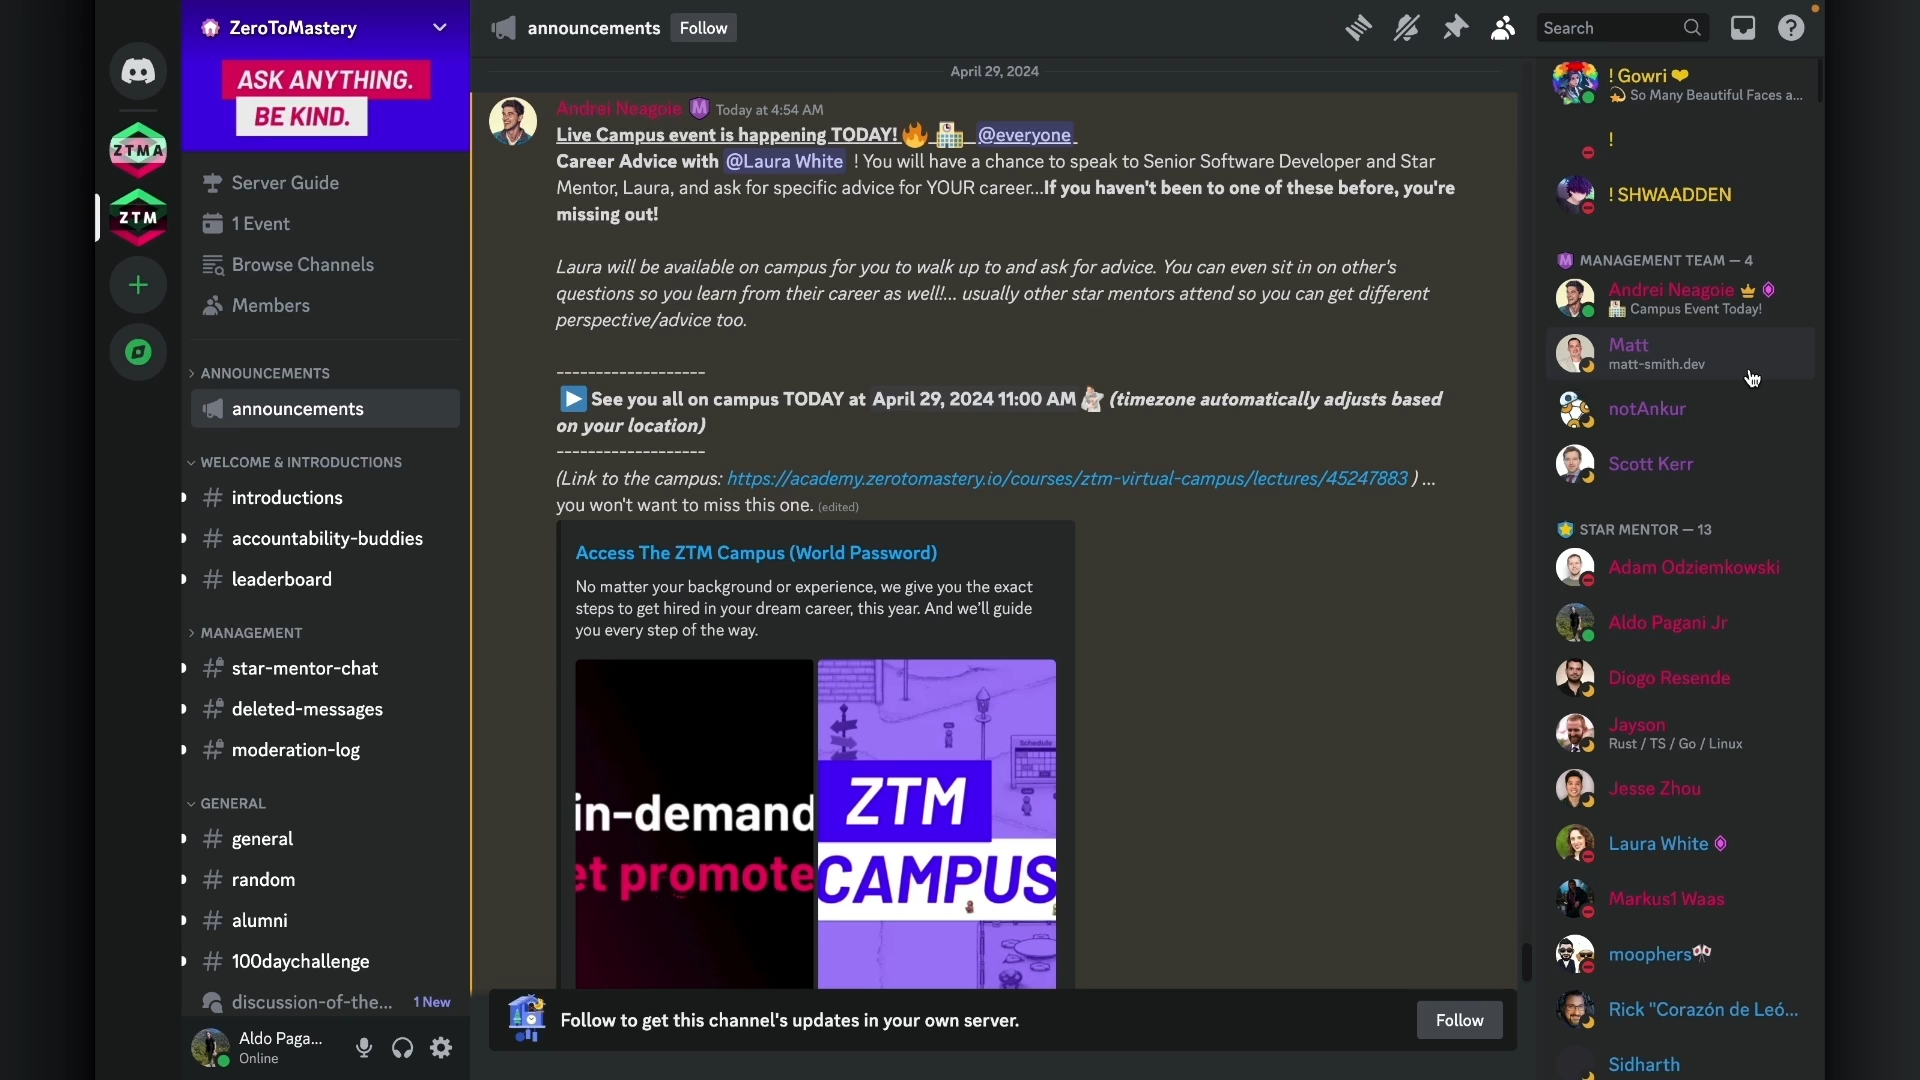 ZeroToMastery
ASK ANYTHING.
BE KIND.
ZTMA
ZTM
Server Guide
1 Event
Browse Channels
Members
ANNOUNCEMENTS
announcements
WELCOME & INTRODUCTIONS
introductions
accountability-buddies
leaderboard
MANAGEMENT
star-mentor-chat
deleted-messages
moderation-log
GENERAL
general
random
alumni
100daychallenge
discussion-of-the... 1 New
Aldo Paga...
Online
announcements Follow
Search
April 29, 2024
Andrei Neagoie Today at 4:54 AM
Live Campus event is happening TODAY! @everyone
Career Advice with @Laura White ! You will have a chance to speak to Senior Software Developer and Star
Mentor, Laura, and ask for specific advice for YOUR career...If you haven't been to one of these before, you're
missing out!
Laura will be available on campus for you to walk up to and ask for advice. You can even sit in on other's
questions so you learn from their career as well!... usually other star mentors attend so you can get different
perspective/advice too.
-------------------
See you all on campus TODAY at April 29, 2024 11:00 AM (timezone automatically adjusts based
on your location)
-------------------
(Link to the campus: https://academy.zerotomastery.io/courses/ztm-virtual-campus/lectures/45247883 ) ...
you won't want to miss this one. (edited)
Access The ZTM Campus (World Password)
No matter your background or experience, we give you the exact
steps to get hired in your dream career, this year. And we'll guide
you every step of the way.
in-demand
et promote
Schedule
ZTM
CAMPUS
Follow to get this channel's updates in your own server.
Follow
! Gowri
So Many Beautiful Faces a...
!
! SHWAADDEN
MANAGEMENT TEAM — 4
Andrei Neagoie
Campus Event Today!
Matt
matt-smith.dev
notAnkur
Scott Kerr
STAR MENTOR — 13
Adam Odziemkowski
Aldo Pagani Jr
Diogo Resende
Jayson
Rust / TS / Go / Linux
Jesse Zhou
Laura White
Markus1 Waas
moophers
Rick "Corazón de Leó...
Sidharth